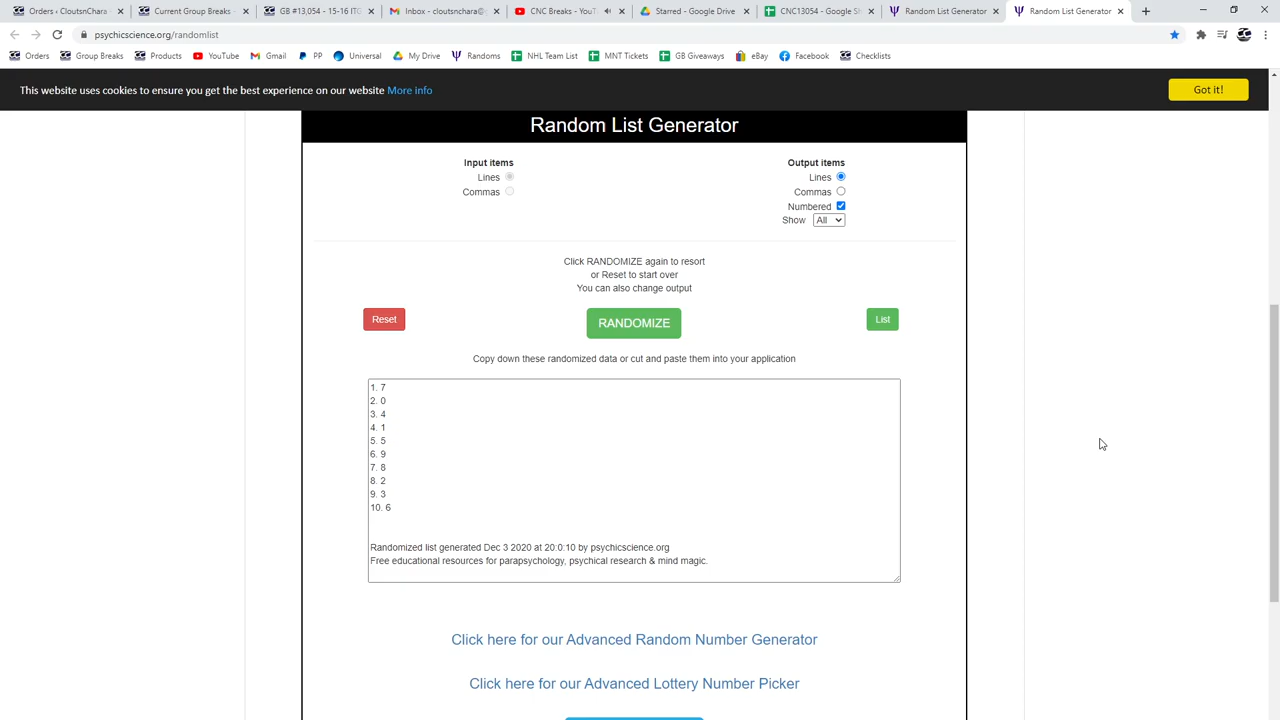 Orders ‹ CloutsnChara
Current Group Breaks -
GB #13,054 - 15-16 ITG
Inbox - cloutsnchara@
CNC Breaks - YouT
Starred - Google Drive
CNC13054 - Google Sh
Random List Generator
Random List Generator
psychicscience.org/randomlist
Orders
Group Breaks
Products
YouTube
Gmail
PP
Universal
My Drive
Randoms
NHL Team List
MNT Tickets
GB Giveaways
eBay
Facebook
Checklists
This website uses cookies to ensure you get the best experience on our website More info
Got it!
Random List Generator
Input items
Lines
Commas
Output items
Lines
Commas
Numbered
Show All
Click RANDOMIZE again to resort
or Reset to start over
You can also change output
Reset
RANDOMIZE
List
Copy down these randomized data or cut and paste them into your application
1. 7
2. 0
3. 4
4. 1
5. 5
6. 9
7. 8
8. 2
9. 3
10. 6
Randomized list generated Dec 3 2020 at 20:0:10 by psychicscience.org
Free educational resources for parapsychology, psychical research & mind magic.
Click here for our Advanced Random Number Generator
Click here for our Advanced Lottery Number Picker